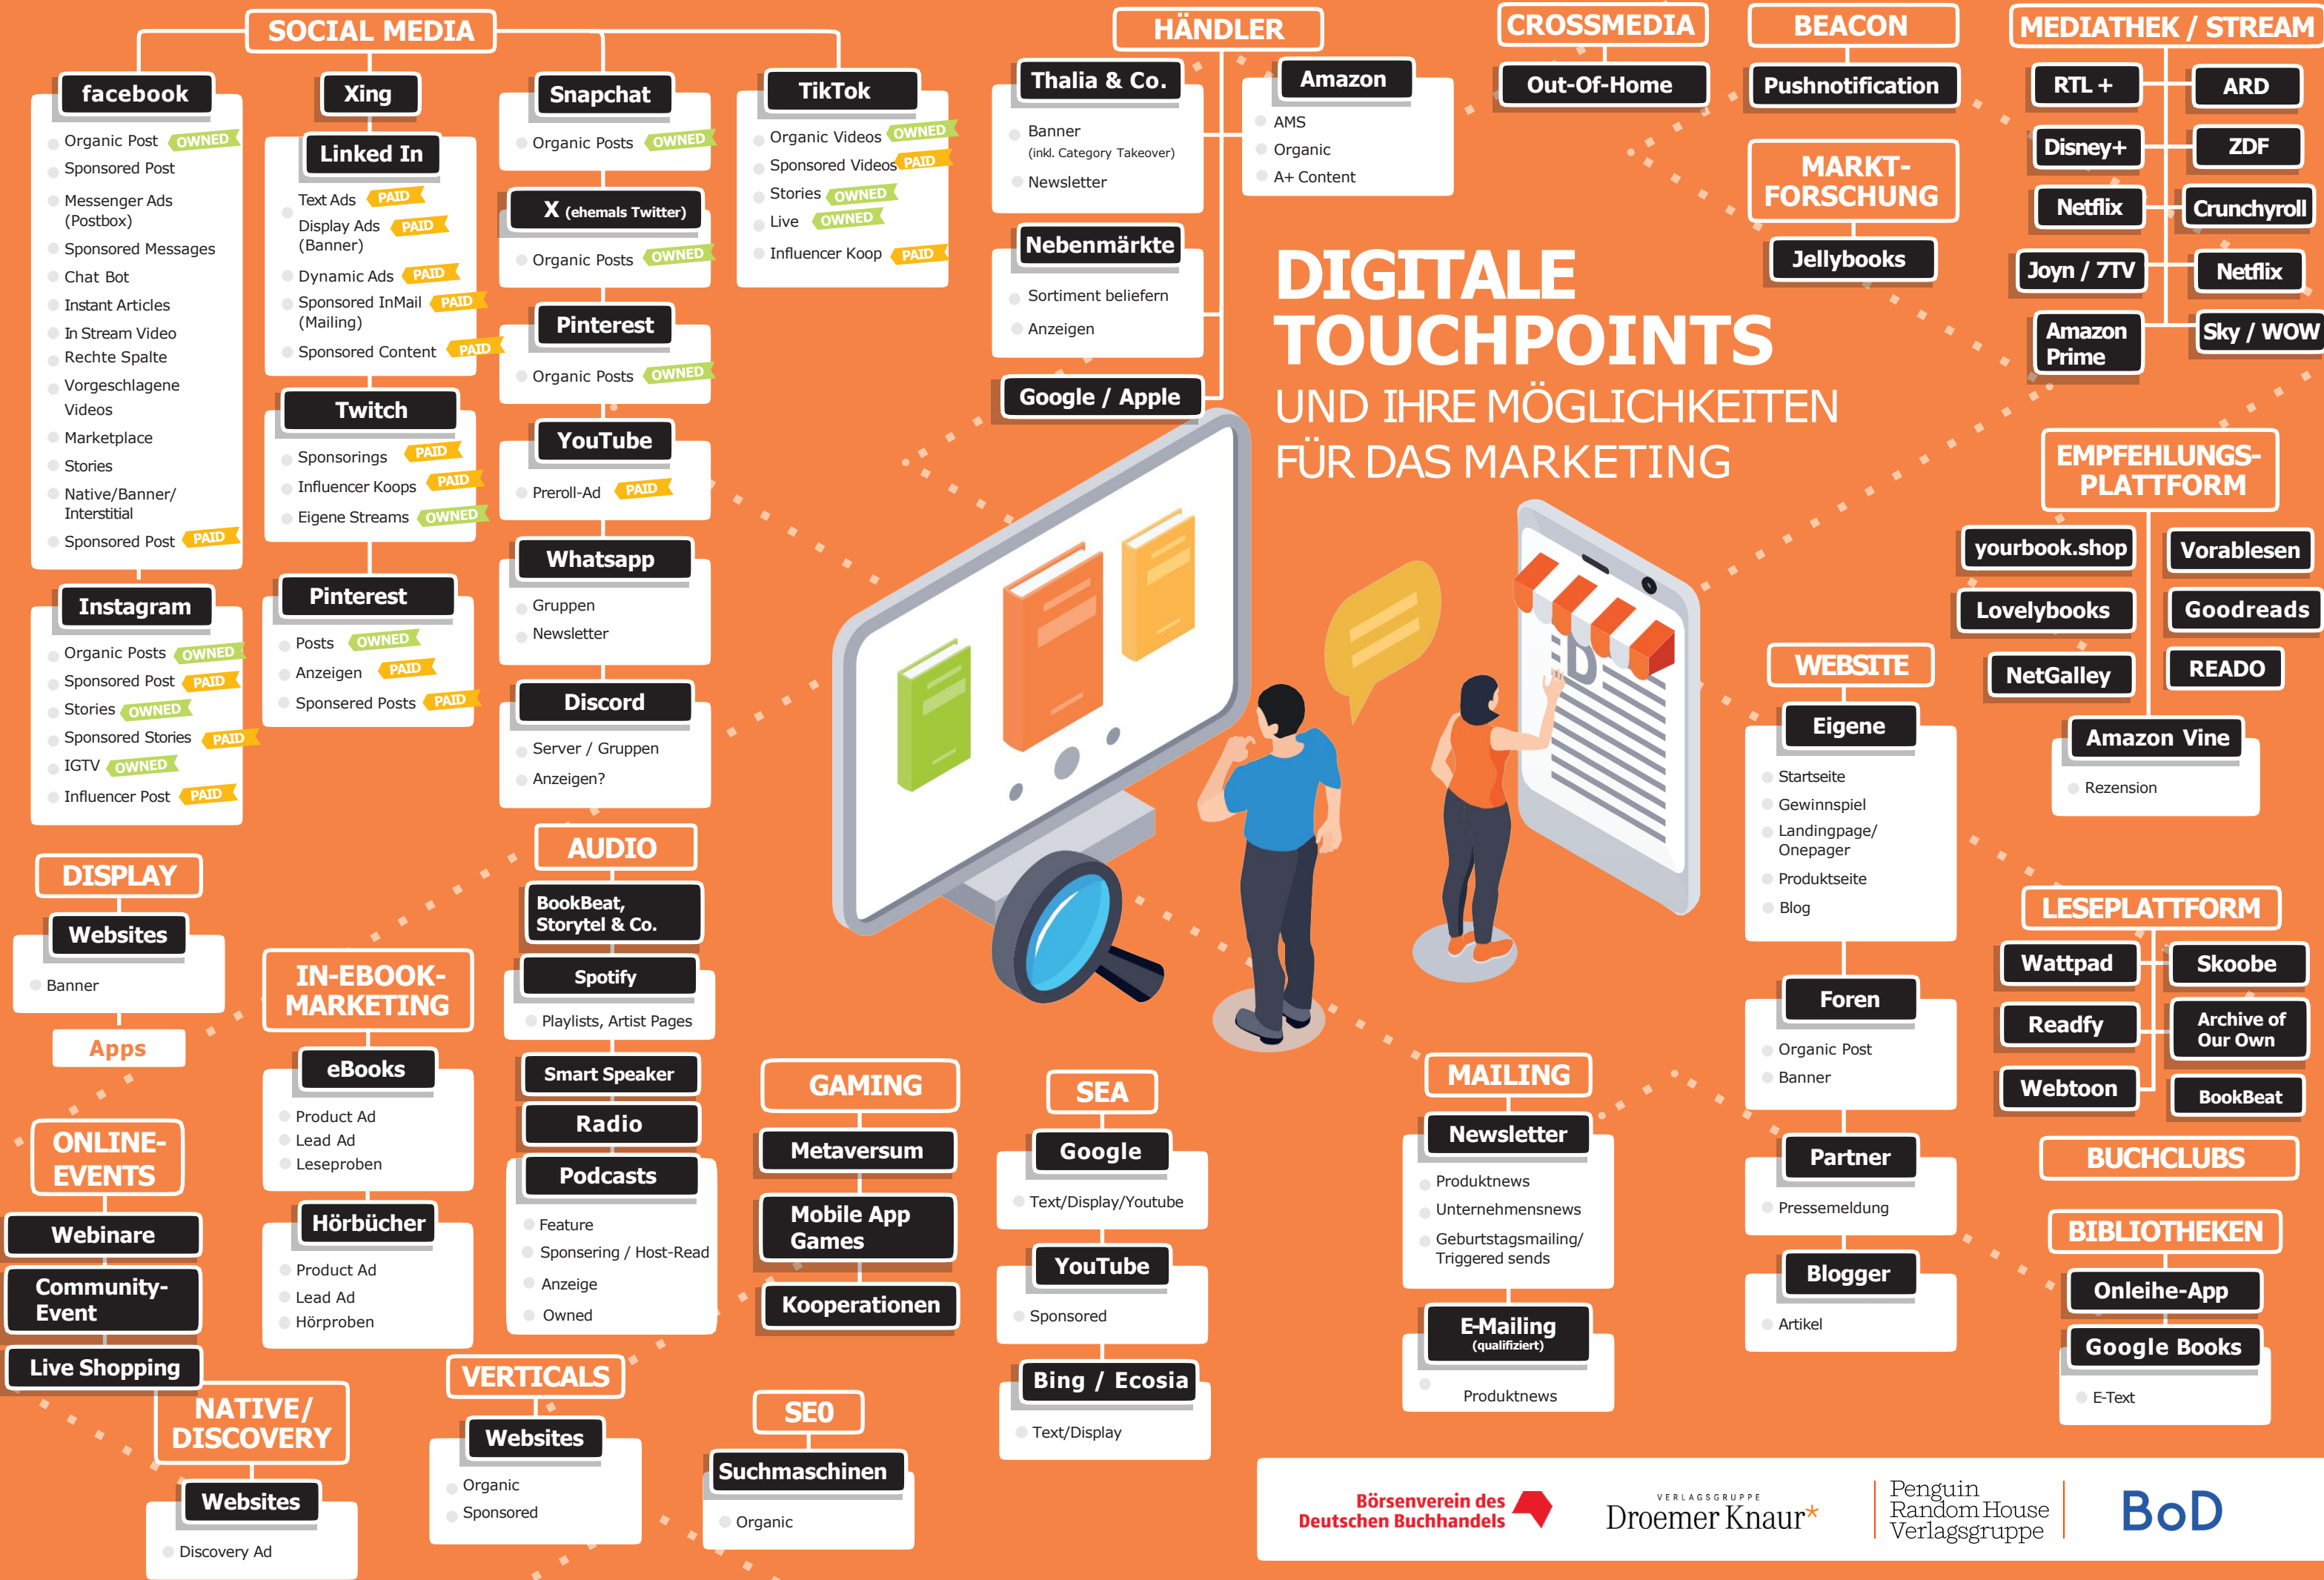 SOCIAL MEDIA
facebook
Organic Post OWNED
Sponsored Post
Messenger Ads
(Postbox)
Sponsored Messages
Chat Bot
Instant Articles
In Stream Video
Rechte Spalte
Vorgeschlagene
Videos
Marketplace
Stories
Native/Banner/
Interstitial
Sponsored Post PAID
Instagram
Organic Posts OWNED
Sponsored Post PAID
Stories OWNED
Sponsored Stories PAID
IGTV OWNED
Influencer Post PAID
Xing
Linked In
Text Ads PAID
Display Ads PAID
(Banner)
Dynamic Ads PAID
Sponsored InMail PAID
(Mailing)
Sponsored Content PAID
Twitch
Sponsorings PAID
Influencer Koops PAID
Eigene Streams OWNED
Pinterest
Posts OWNED
Anzeigen PAID
Sponsered Posts PAID
Snapchat
Organic Posts OWNED
X (ehemals Twitter)
Organic Posts OWNED
Pinterest
Organic Posts OWNED
YouTube
Preroll-Ad PAID
Whatsapp
Gruppen
Newsletter
Discord
Server / Gruppen
Anzeigen?
TikTok
Organic Videos OWNED
Sponsored Videos PAID
Stories OWNED
Live OWNED
Influencer Koop PAID
HÄNDLER
Thalia & Co.
Banner
(inkl. Category Takeover)
Newsletter
Nebenmärkte
Sortiment beliefern
Anzeigen
Google / Apple
Amazon
AMS
Organic
A+ Content
CROSSMEDIA
Out-Of-Home
BEACON
Pushnotification
MARKT-
FORSCHUNG
Jellybooks
MEDIATHEK / STREAM
RTL +
ARD
Disney+
ZDF
Netflix
Crunchyroll
Joyn / 7TV
Netflix
Amazon
Prime
Sky / WOW
DIGITALE
TOUCHPOINTS
UND IHRE MÖGLICHKEITEN
FÜR DAS MARKETING
EMPFEHLUNGS-
PLATTFORM
yourbook.shop
Vorablesen
Lovelybooks
Goodreads
NetGalley
READO
Amazon Vine
Rezension
WEBSITE
Eigene
Startseite
Gewinnspiel
Landingpage/
Onepager
Produktseite
Blog
Foren
Organic Post
Banner
Partner
Pressemeldung
Blogger
Artikel
LESEPLATTFORM
Wattpad
Skoobe
Readfy
Archive of
Our Own
Webtoon
BookBeat
BUCHCLUBS
BIBLIOTHEKEN
Onleihe-App
Google Books
E-Text
DISPLAY
Websites
Banner
Apps
ONLINE-
EVENTS
Webinare
Community-
Event
Live Shopping
NATIVE/
DISCOVERY
Websites
Discovery Ad
IN-EBOOK-
MARKETING
eBooks
Product Ad
Lead Ad
Leseproben
Hörbücher
Product Ad
Lead Ad
Hörproben
AUDIO
BookBeat,
Storytel & Co.
Spotify
Playlists, Artist Pages
Smart Speaker
Radio
Podcasts
Feature
Sponsering / Host-Read
Anzeige
Owned
VERTICALS
Websites
Organic
Sponsored
GAMING
Metaversum
Mobile App
Games
Kooperationen
SE0
Suchmaschinen
Organic
SEA
Google
Text/Display/Youtube
YouTube
Sponsored
Bing / Ecosia
Text/Display
MAILING
Newsletter
Produktnews
Unternehmensnews
Geburtstagsmailing/
Triggered sends
E-Mailing
(qualifiziert)
Produktnews
Börsenverein des
Deutschen Buchhandels
VERLAGSGRUPPE
Droemer Knaur*
Penguin
Random House
Verlagsgruppe
BoD